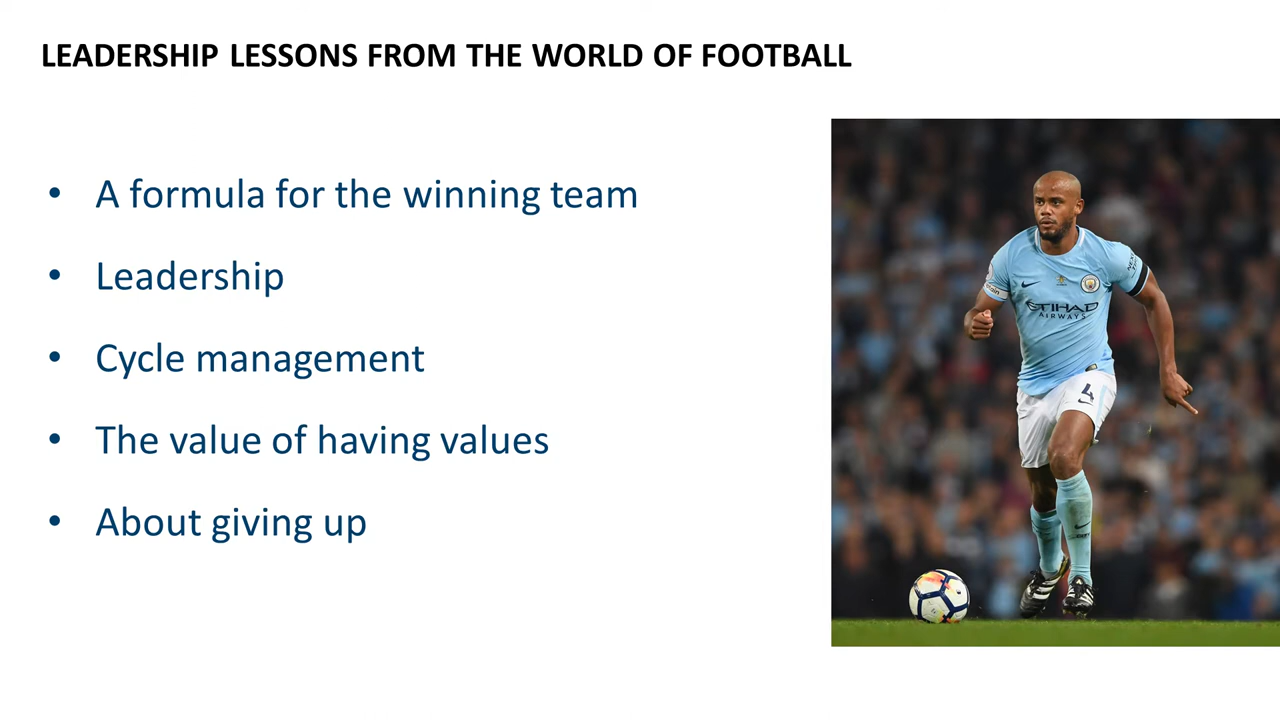 LEADERSHIP LESSONS FROM THE WORLD OF FOOTBALL
• A formula for the winning team
• Leadership
• Cycle management
• The value of having values
• About giving up
ETIHAD
AIRWAYS
4